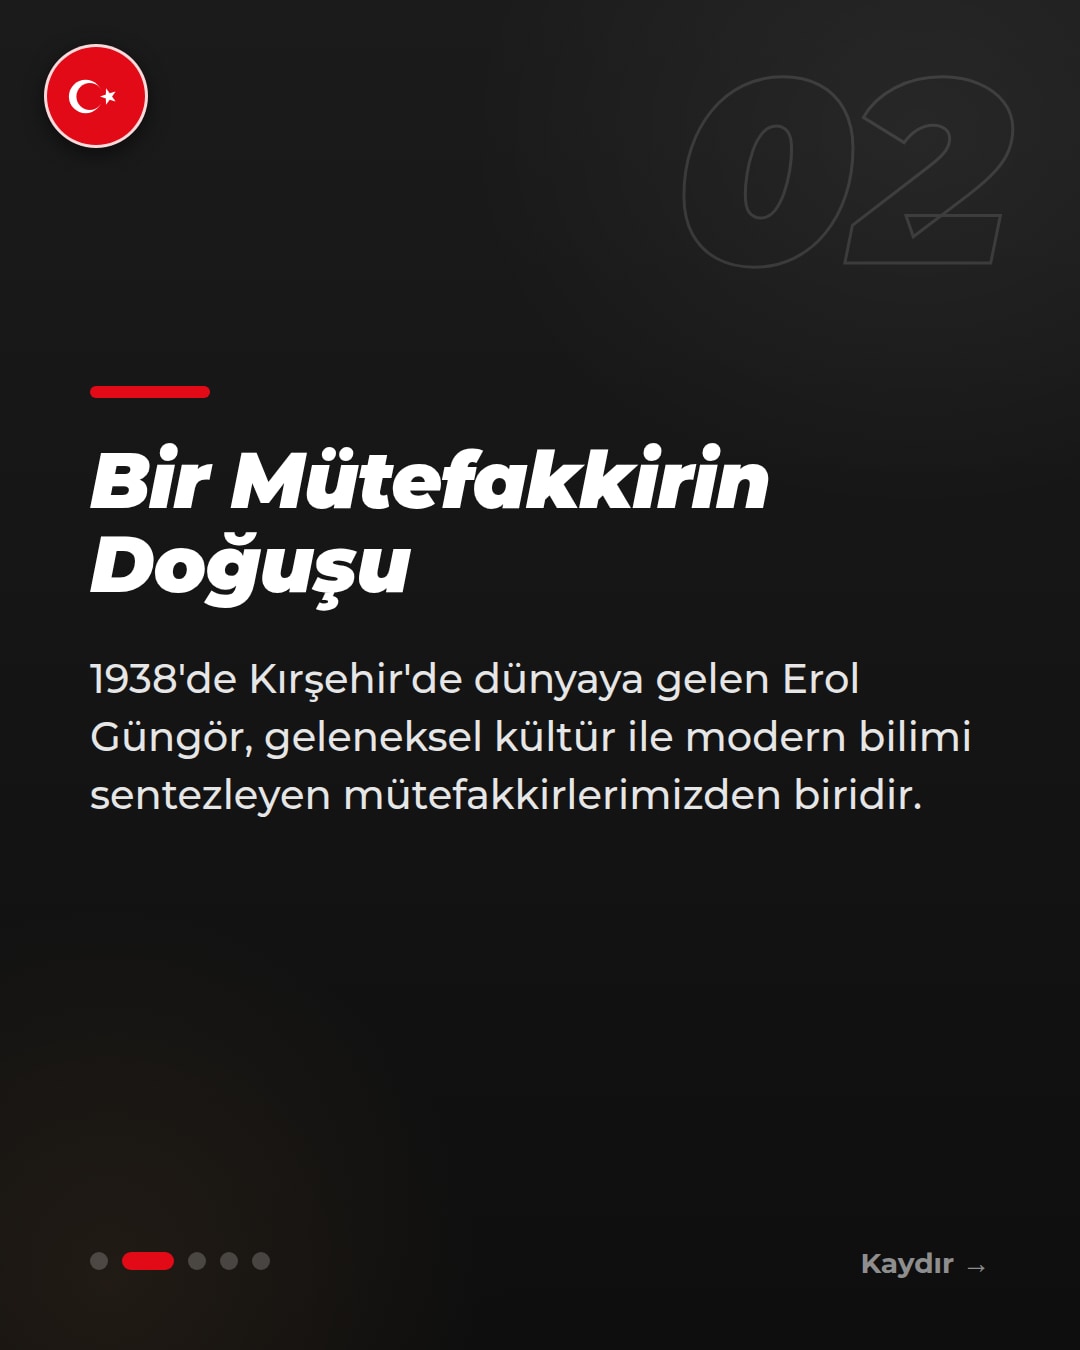 02
Bir Mütefakkirin
Doğuşu
1938'de Kırşehir'de dünyaya gelen Erol
Güngör, geleneksel kültür ile modern bilimi
sentezleyen mütefakkirlerimizden biridir.
Kaydır →